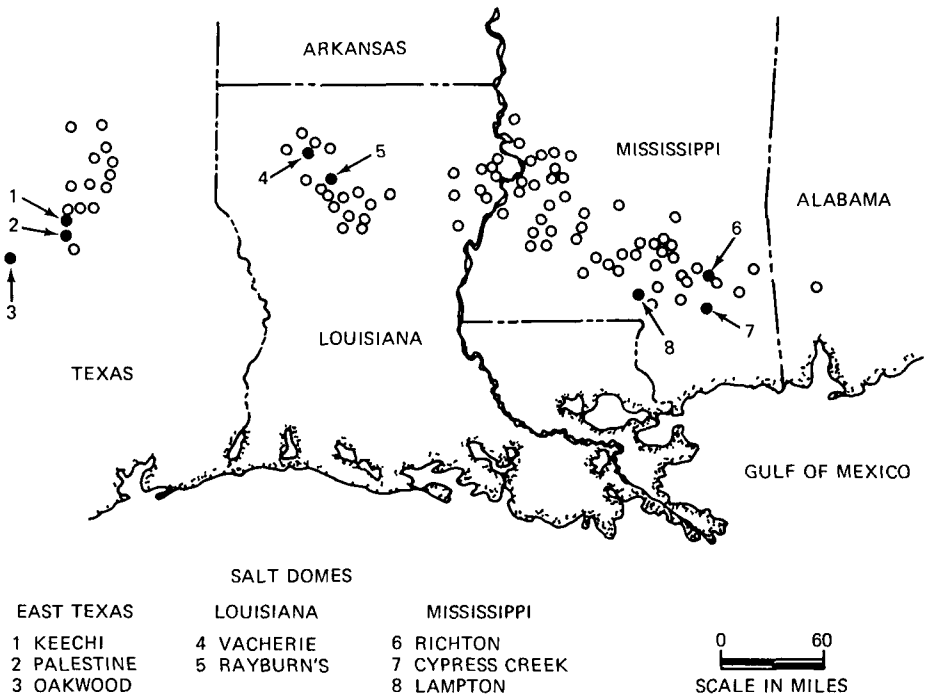 ARKANSAS
MISSISSIPPI
ALABAMA
LOUISIANA
TEXAS
GULF OF MEXICO
1
2
3
4
5
6
7
8
SALT DOMES
EAST TEXAS
1 KEECHI
2 PALESTINE
3 OAKWOOD
LOUISIANA
4 VACHERIE
5 RAYBURN'S
MISSISSIPPI
6 RICHTON
7 CYPRESS CREEK
8 LAMPTON
0 60
SCALE IN MILES